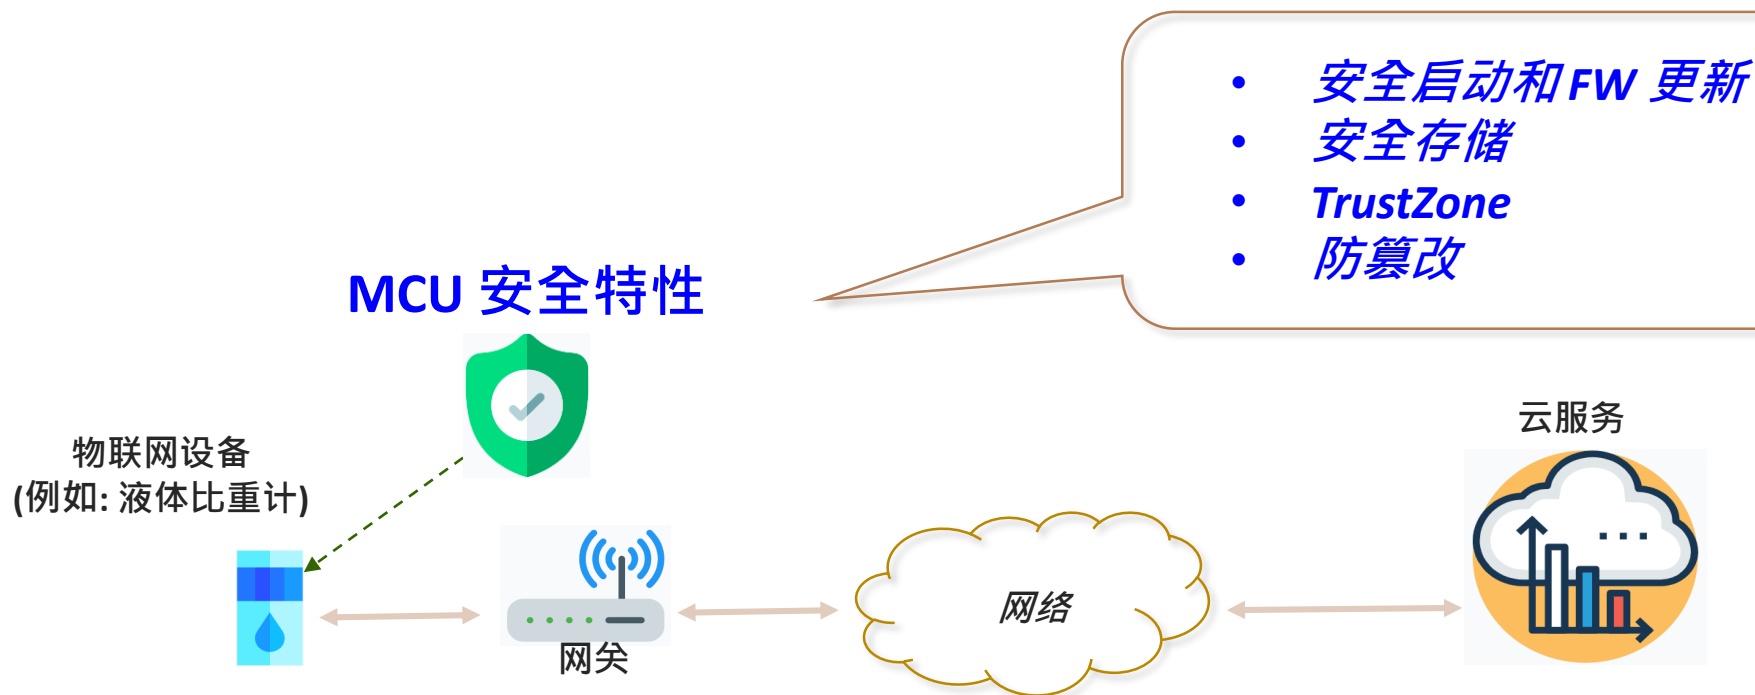 • 安全启动和 FW 更新
• 安全存储
• TrustZone
• 防篡改
MCU 安全特性
云服务
物联网设备
(例如: 液体比重计)
网络
网关